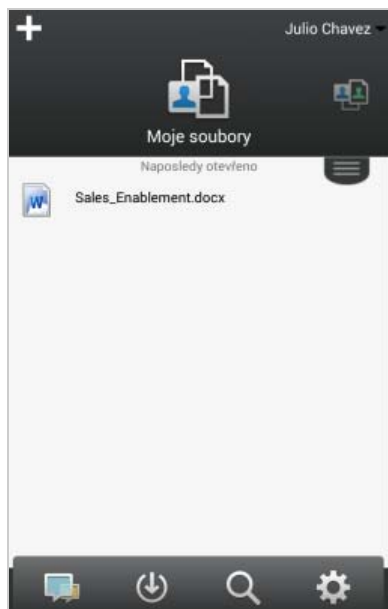 Julio Chavez
Moje soubory
Naposledy otevřeno
Sales_Enablement.docx